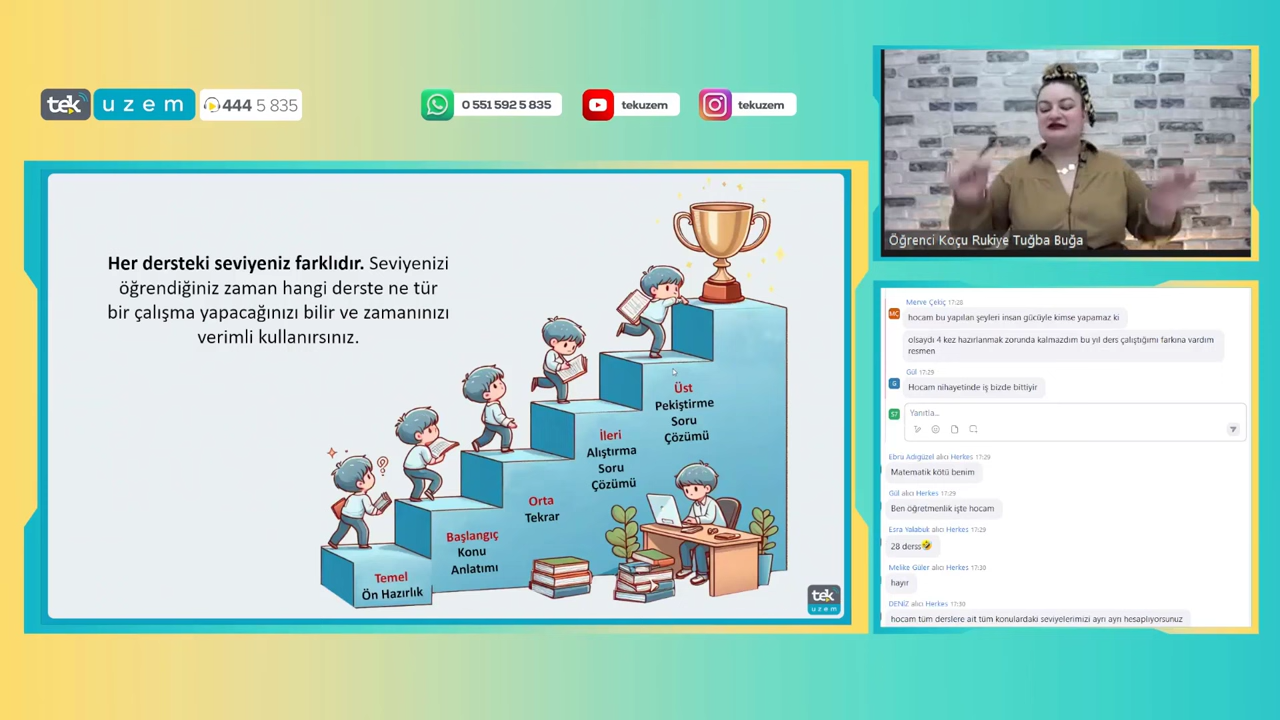 tek uzem 444 5 835
0 551 592 5 835
tekuzem
tekuzem
Her dersteki seviyeniz farklıdır. Seviyenizi
öğrendiğiniz zaman hangi derste ne tür
bir çalışma yapacağınızı bilir ve zamanınızı
verimli kullanırsınız.
Üst
Pekiştirme
Soru
Çözümü
İleri
Alıştırma
Soru
Çözümü
Orta
Tekrar
Başlangıç
Konu
Anlatımı
Temel
Ön Hazırlık
tek
uzem
Öğrenci Koçu Rukiye Tuğba Buğa
Merve Çekiç 17:28
MÇ
hocam bu yapılan şeyleri insan gücüyle kimse yapamaz ki
olsaydı 4 kez hazırlanmak zorunda kalmazdım bu yıl ders çalıştığımı farkına vardım
resmen
Gül 17:29
G
Hocam nihayetinde iş bizde bittiyir
Yanıtla...
Ebru Adıgüzel alıcı Herkes 17:29
Matematik kötü benim
Gül alıcı Herkes 17:29
Ben öğretmenlik işte hocam
Esra Yalabuk alıcı Herkes 17:29
28 derss
Melike Güler alıcı Herkes 17:30
hayır
DENİZ alıcı Herkes 17:30
hocam tüm derslere ait tüm konulardaki seviyelerimizi ayrı ayrı hesaplıyorsunuz